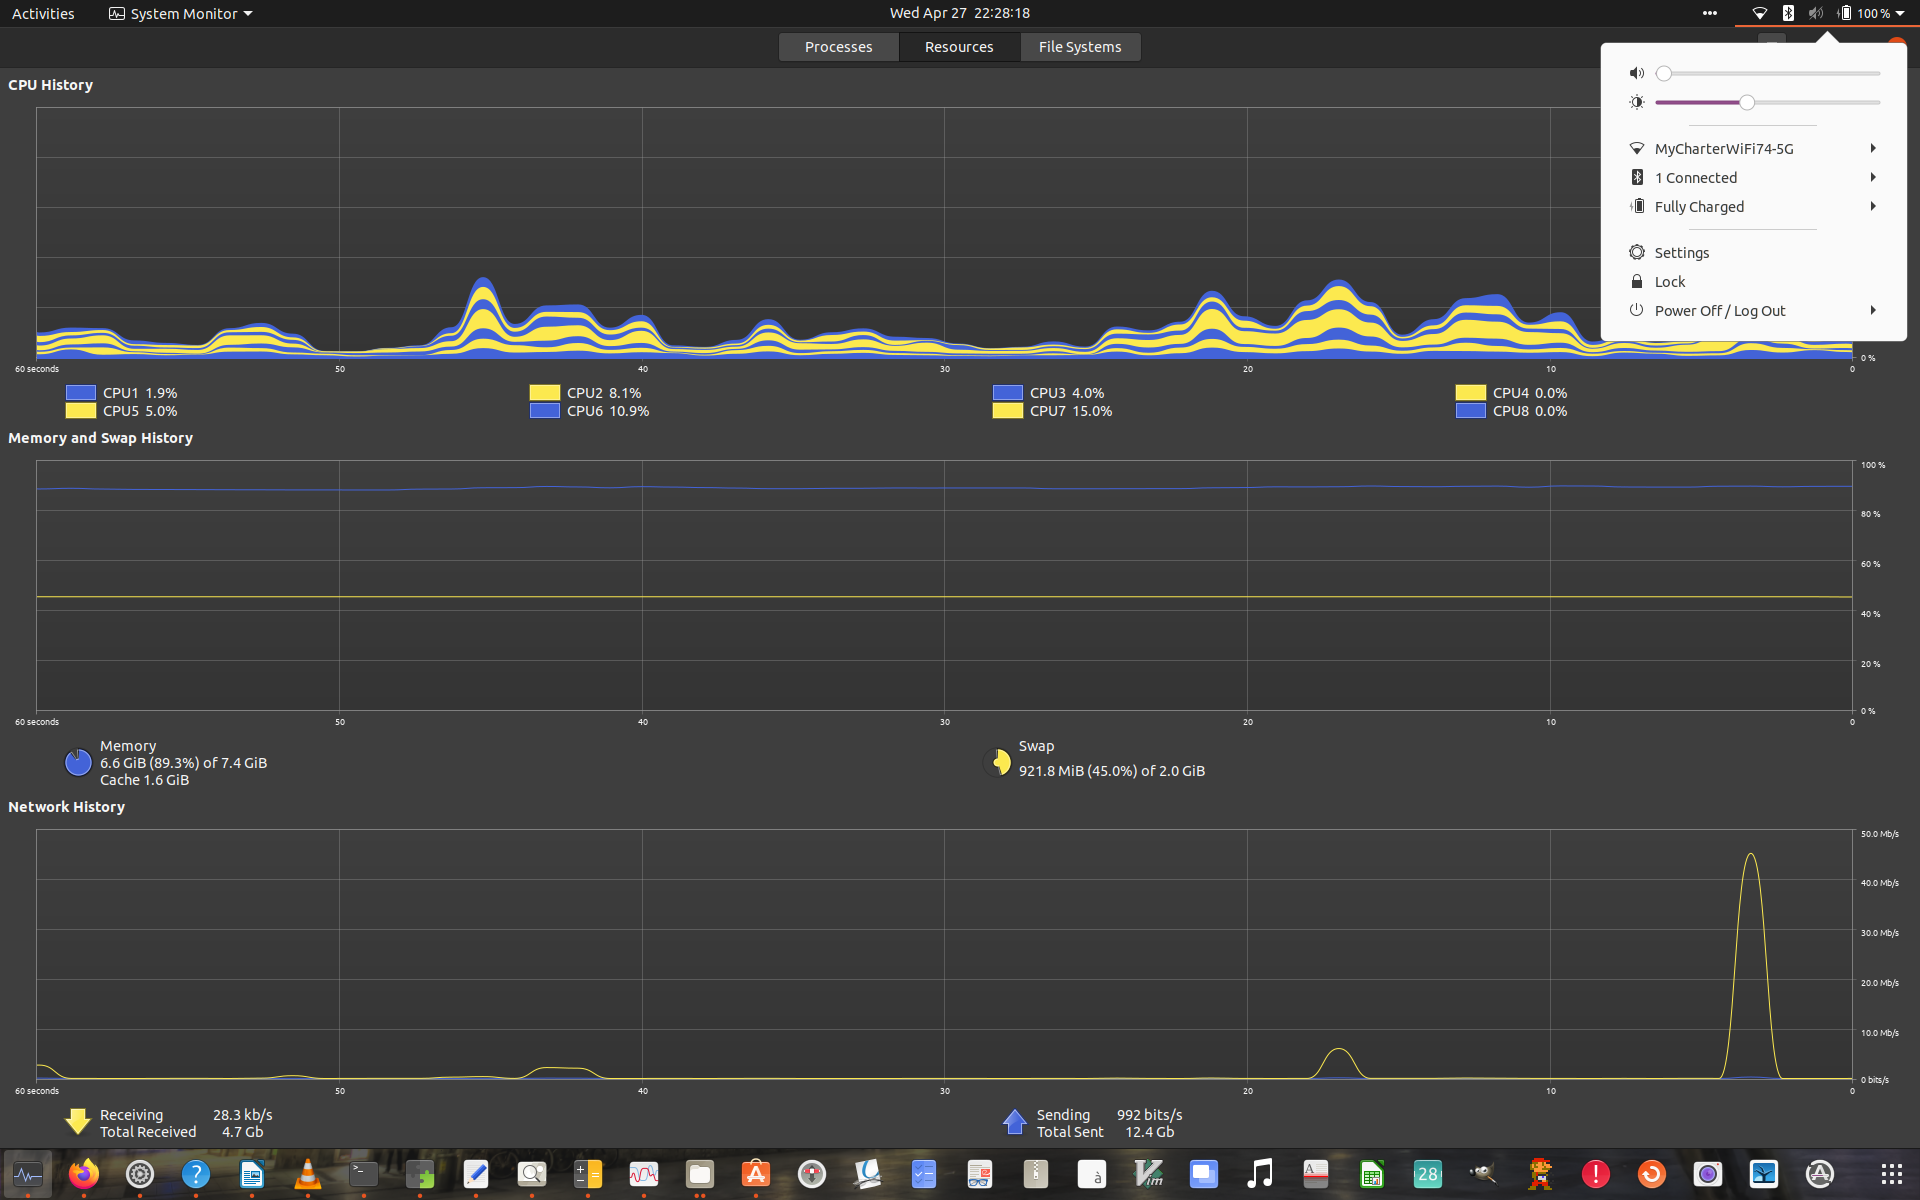 Activities
System Monitor
Wed Apr 27 22:28:18
100 %
Processes
Resources
File Systems
MyCharterWiFi74-5G
1 Connected
Fully Charged
Settings
Lock
Power Off / Log Out
CPU History
0 %
60 seconds 50 40 30 20 10 0
CPU1 1.9% CPU2 8.1% CPU3 4.0% CPU4 0.0%
CPU5 5.0% CPU6 10.9% CPU7 15.0% CPU8 0.0%
Memory and Swap History
100 %
80 %
60 %
40 %
20 %
0 %
60 seconds 50 40 30 20 10 0
Memory
6.6 GiB (89.3%) of 7.4 GiB
Cache 1.6 GiB
Swap
921.8 MiB (45.0%) of 2.0 GiB
Network History
50.0 Mb/s
40.0 Mb/s
30.0 Mb/s
20.0 Mb/s
10.0 Mb/s
0 bits/s
60 seconds 50 40 30 20 10 0
Receiving 28.3 kb/s
Total Received 4.7 Gb
Sending 992 bits/s
Total Sent 12.4 Gb
?
>_
à
Vim
A
28
!